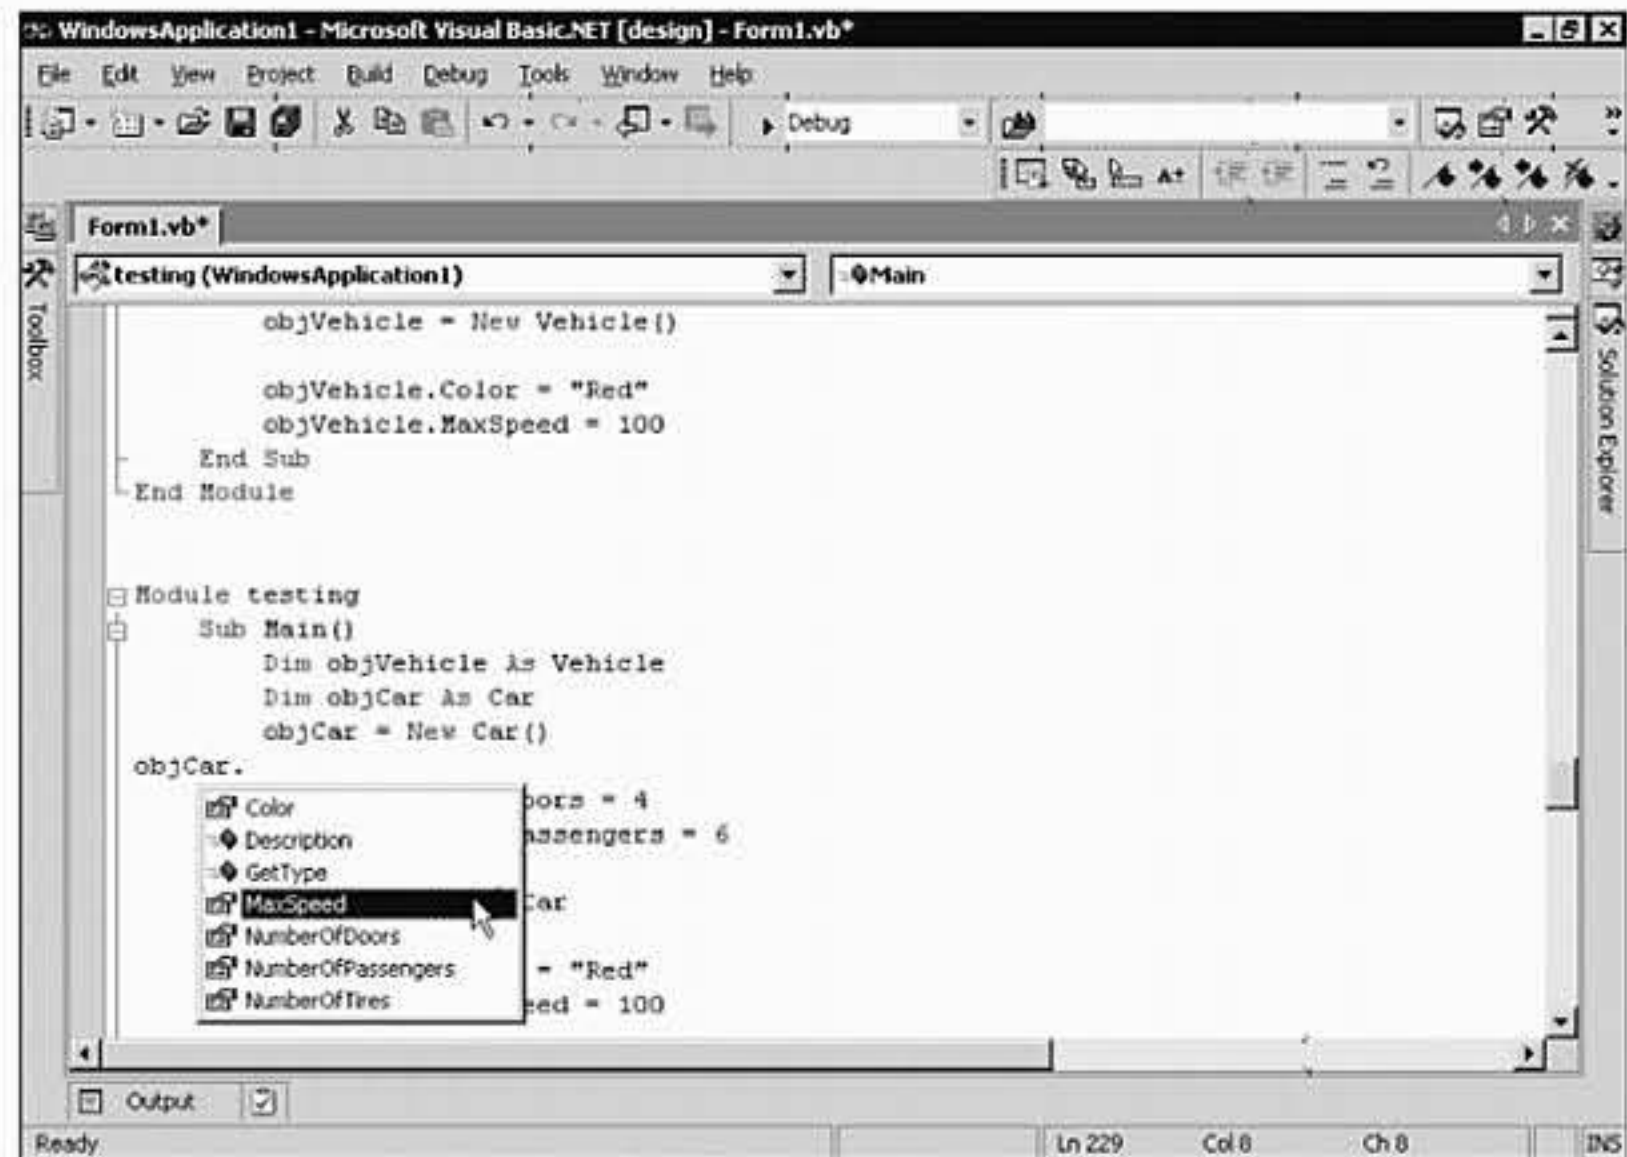 WindowsApplication1 - Microsoft Visual Basic.NET [design] - Form1.vb*
File Edit View Project Build Debug Tools Window Help
Debug
Form1.vb*
testing (WindowsApplication1) Main
Toolbox
Solution Explorer
objVehicle = New Vehicle()
objVehicle.Color = "Red"
objVehicle.MaxSpeed = 100
End Sub
End Module
Module testing
Sub Main()
Dim objVehicle As Vehicle
Dim objCar As Car
objCar = New Car()
objCar.
Color
oors = 4
Description
assengers = 6
GetType
MaxSpeed
Car
NumberOfDoors
NumberOfPassengers
= "Red"
NumberOfTires
eed = 100
Output
Ready Ln 229 Col 8 Ch 8 INS